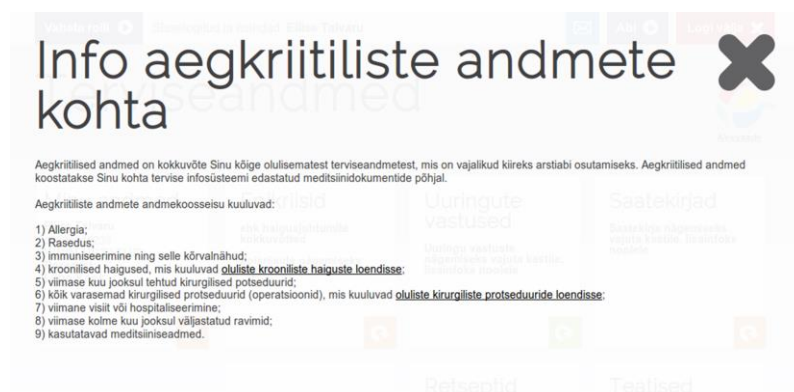 Info aegkriitiliste andmete
kohta
Aegkriitilised andmed on kokkuvõte Sinu kõige olulisematest terviseandmetest, mis on vajalikud kiireks arstiabi osutamiseks. Aegkriitilised andmed
koostatakse Sinu kohta tervise infosüsteemi edastatud meditsiinidokumentide põhjal.
Aegkriitiliste andmete andmekoosseisu kuuluvad:
1) Allergia;
2) Rasedus;
3) immuniseerimine ning selle kõrvalnähud;
4) kroonilised haigused, mis kuuluvad oluliste krooniliste haiguste loendisse;
5) viimase kuu jooksul tehtud kirurgilised potseduurid;
6) kõik varasemad kirurgilised protseduurid (operatsioonid), mis kuuluvad oluliste kirurgiliste protseduuride loendisse;
7) viimane visiit või hospitaliseerimine;
8) viimase kolme kuu jooksul väljastatud ravimid;
9) kasutatavad meditsiiniseadmed.
Terviseandmed
Uuringute
vastused
Saatekirjad
Retseptid
Teatised